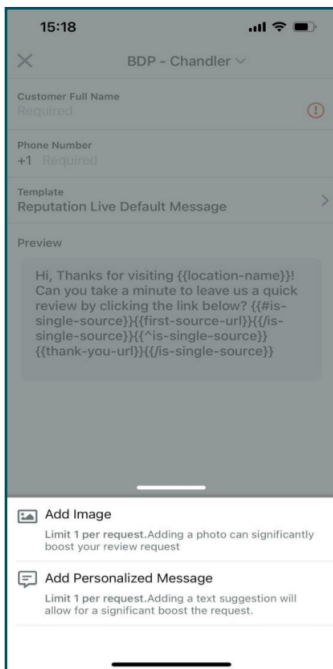 15:18
BDP - Chandler
Customer Full Name
Required
Phone Number
+1 Required
Template
Reputation Live Default Message
Preview
Hi, Thanks for visiting {{location-name}}!
Can you take a minute to leave us a quick
review by clicking the link below? {{#is-
single-source}}{{first-source-url}}{{/is-
single-source}}{{^is-single-source}}
{{thank-you-url}}{{/is-single-source}}
Add Image
Limit 1 per request.Adding a photo can significantly
boost your review request
Add Personalized Message
Limit 1 per request.Adding a text suggestion will
allow for a significant boost the request.